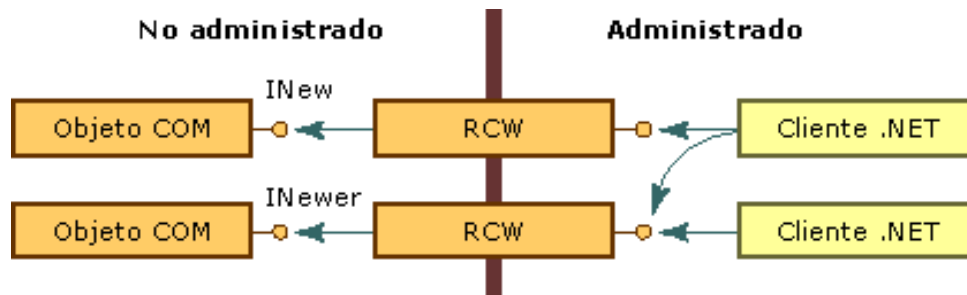 No administrado
Administrado
INew
Objeto COM
RCW
Cliente .NET
INewer
Objeto COM
RCW
Cliente .NET